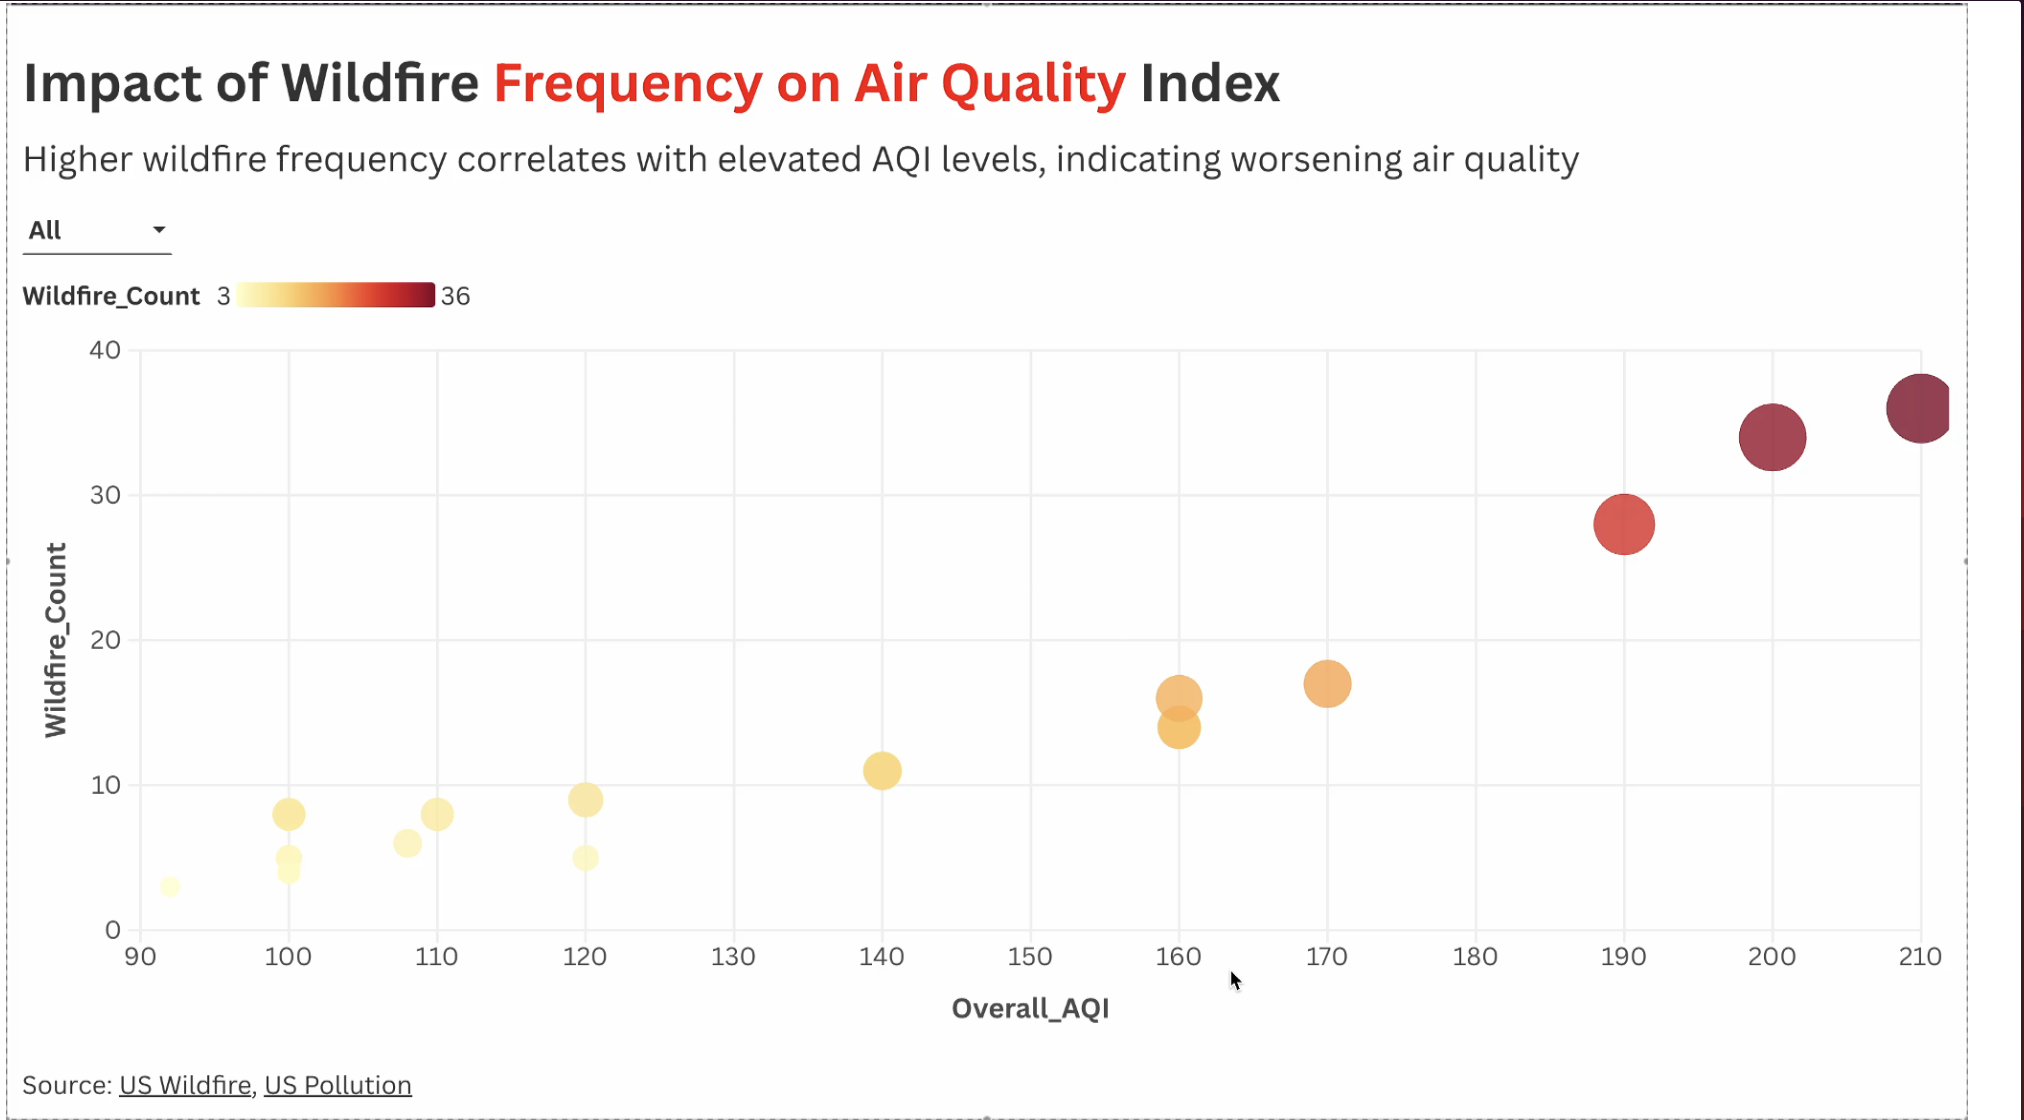 Impact of Wildfire Frequency on Air Quality Index
Higher wildfire frequency correlates with elevated AQI levels, indicating worsening air quality
All
Wildfire_Count 3 36
40
30
20
10
0
Wildfire_Count
90 100 110 120 130 140 150 160 170 180 190 200 210
Overall_AQI
Source: US Wildfire, US Pollution